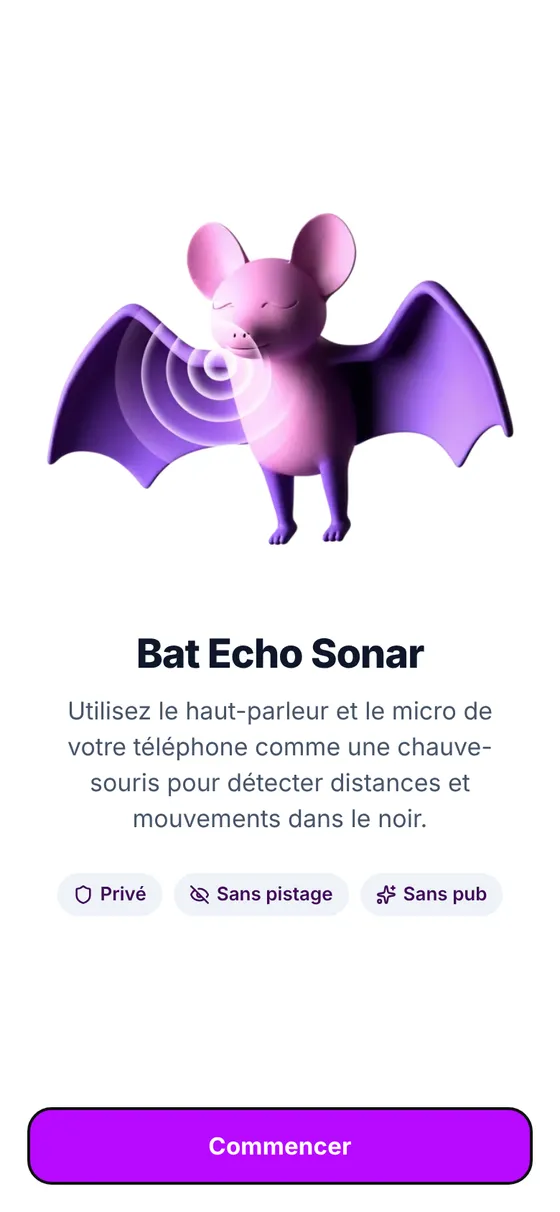 Bat Echo Sonar
Utilisez le haut-parleur et le micro de
votre téléphone comme une chauve-
souris pour détecter distances et
mouvements dans le noir.
Privé
Sans pistage
Sans pub
Commencer